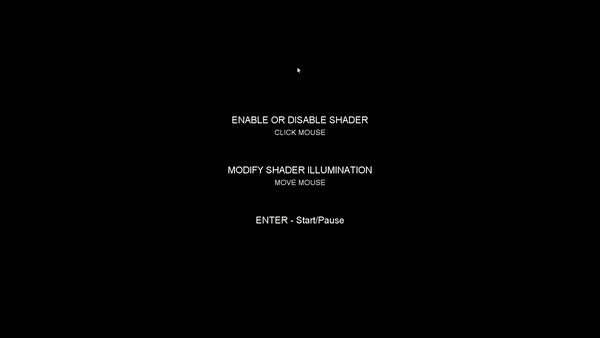 ENABLE OR DISABLE SHADER
CLICK MOUSE
MODIFY SHADER ILLUMINATION
MOVE MOUSE
ENTER - Start/Pause